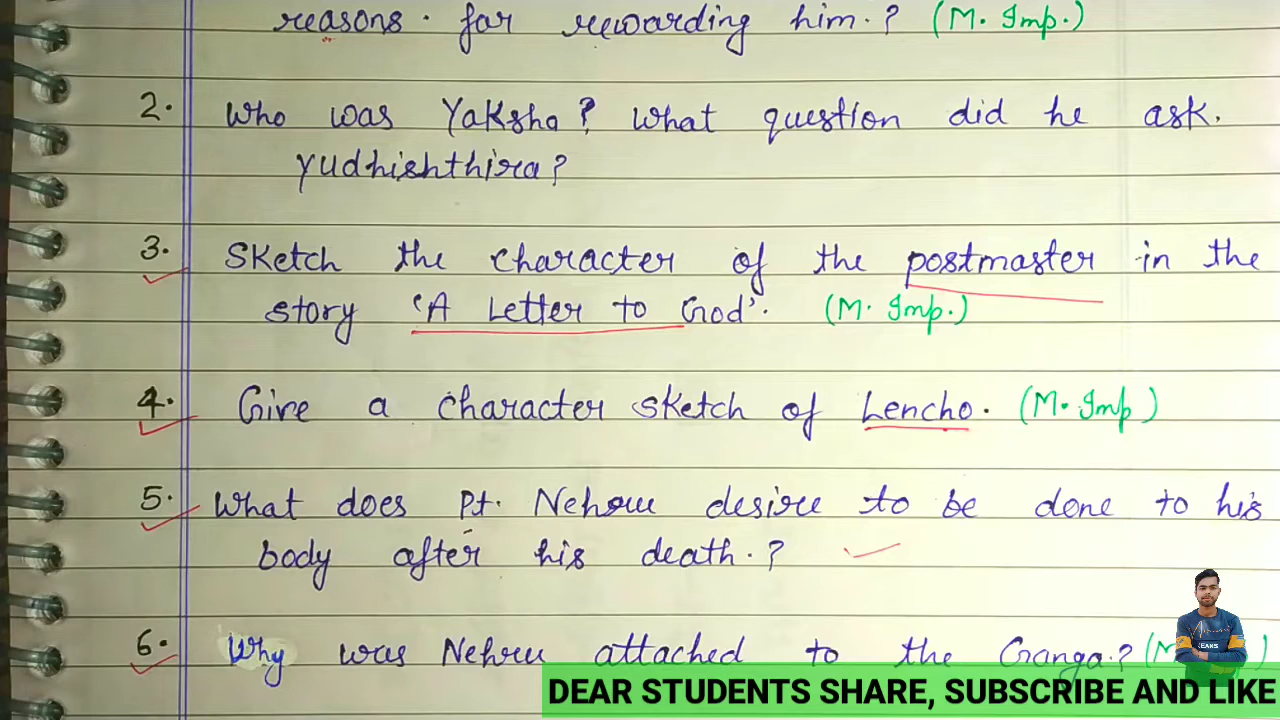 reasons. for rewarding him.? (M. Imp.)
2. Who was Yaksha? What question did he ask.
Yudhishthira?
3. Sketch the character of the postmaster in the
story 'A Letter to God'. (M. Imp.)
4. Give a character sketch of Lencho. (M. Imp)
5. What does Pt. Nehru desire to be done to his
body after his death.?
6. Why was Nehru attached to the Ganga.? (M
DEAR STUDENTS SHARE, SUBSCRIBE AND LIKE